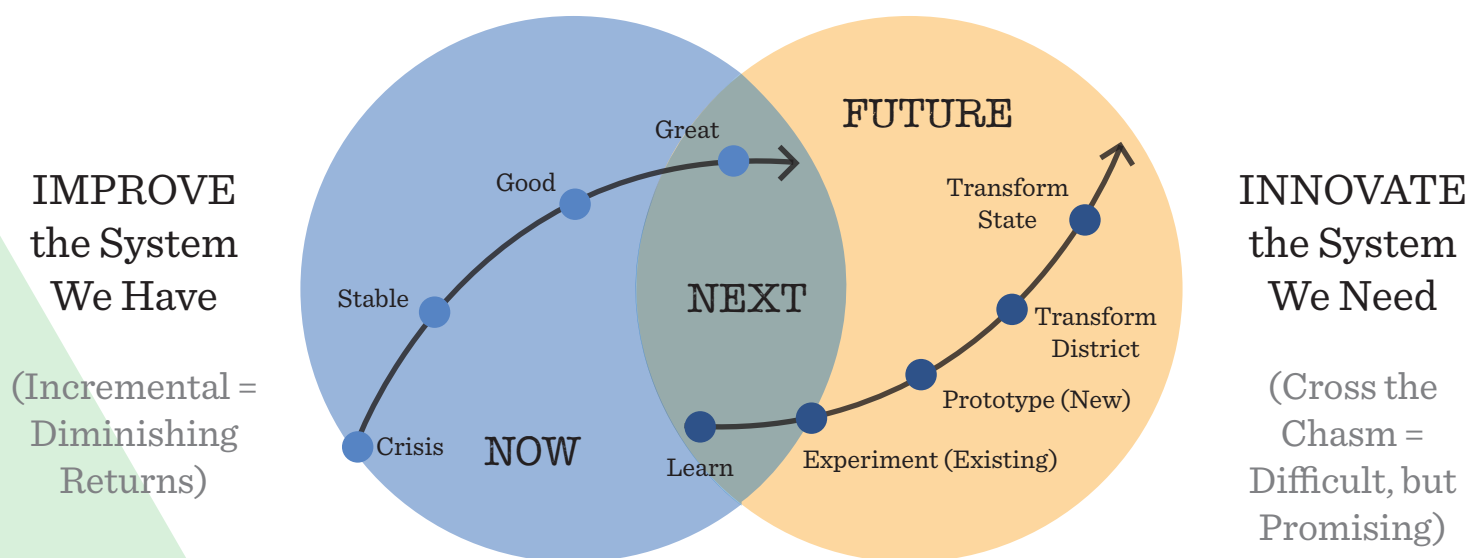 IMPROVE
the System
We Have
(Incremental =
Diminishing
Returns)
NOW
Crisis
Stable
Good
Great
NEXT
FUTURE
Learn
Experiment (Existing)
Prototype (New)
Transform
District
Transform
State
INNOVATE
the System
We Need
(Cross the
Chasm =
Difficult, but
Promising)